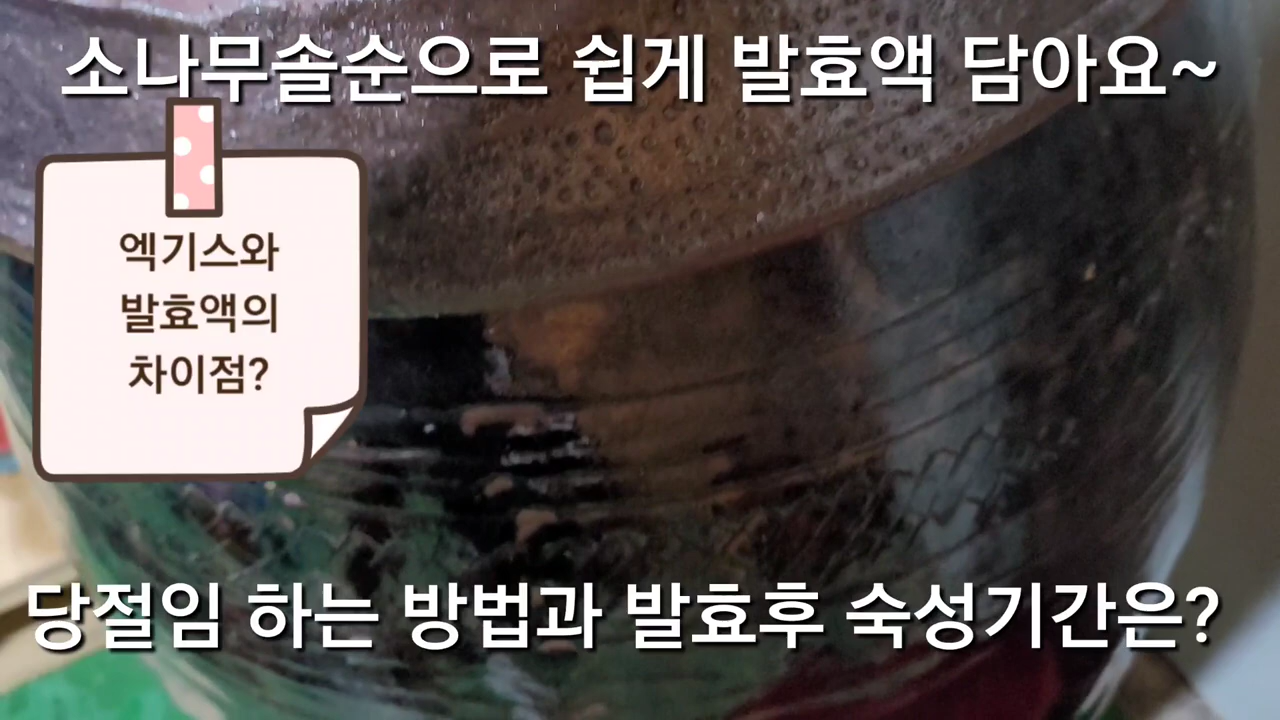 소나무솔순으로 쉽게 발효액 담아요~
엑기스와
발효액의
차이점?
당절임 하는 방법과 발효후 숙성기간은?